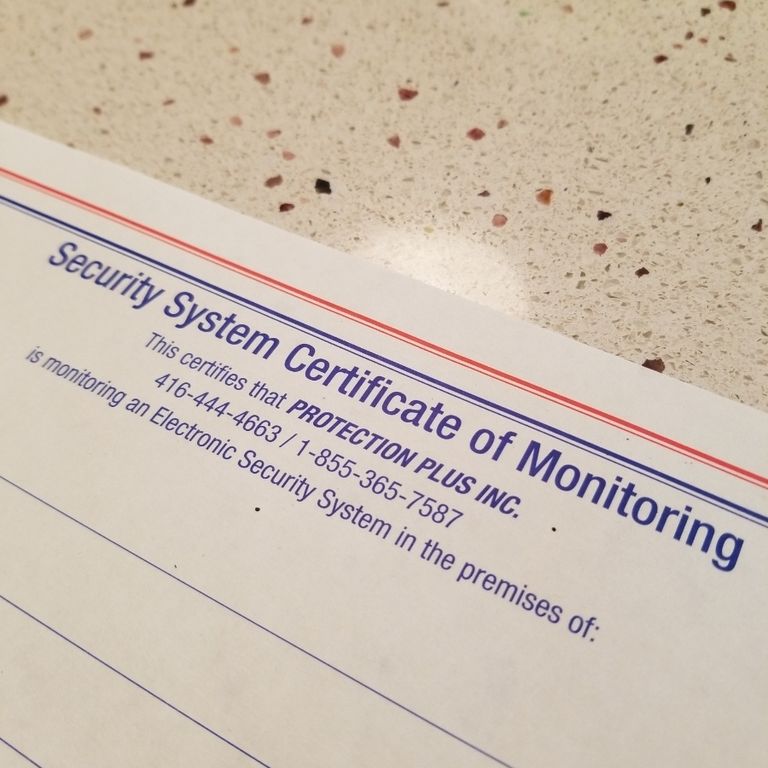 Security System Certificate of Monitoring
This certifies that PROTECTION PLUS INC.
416-444-4663 / 1-855-365-7587
is monitoring an Electronic Security System in the premises of: